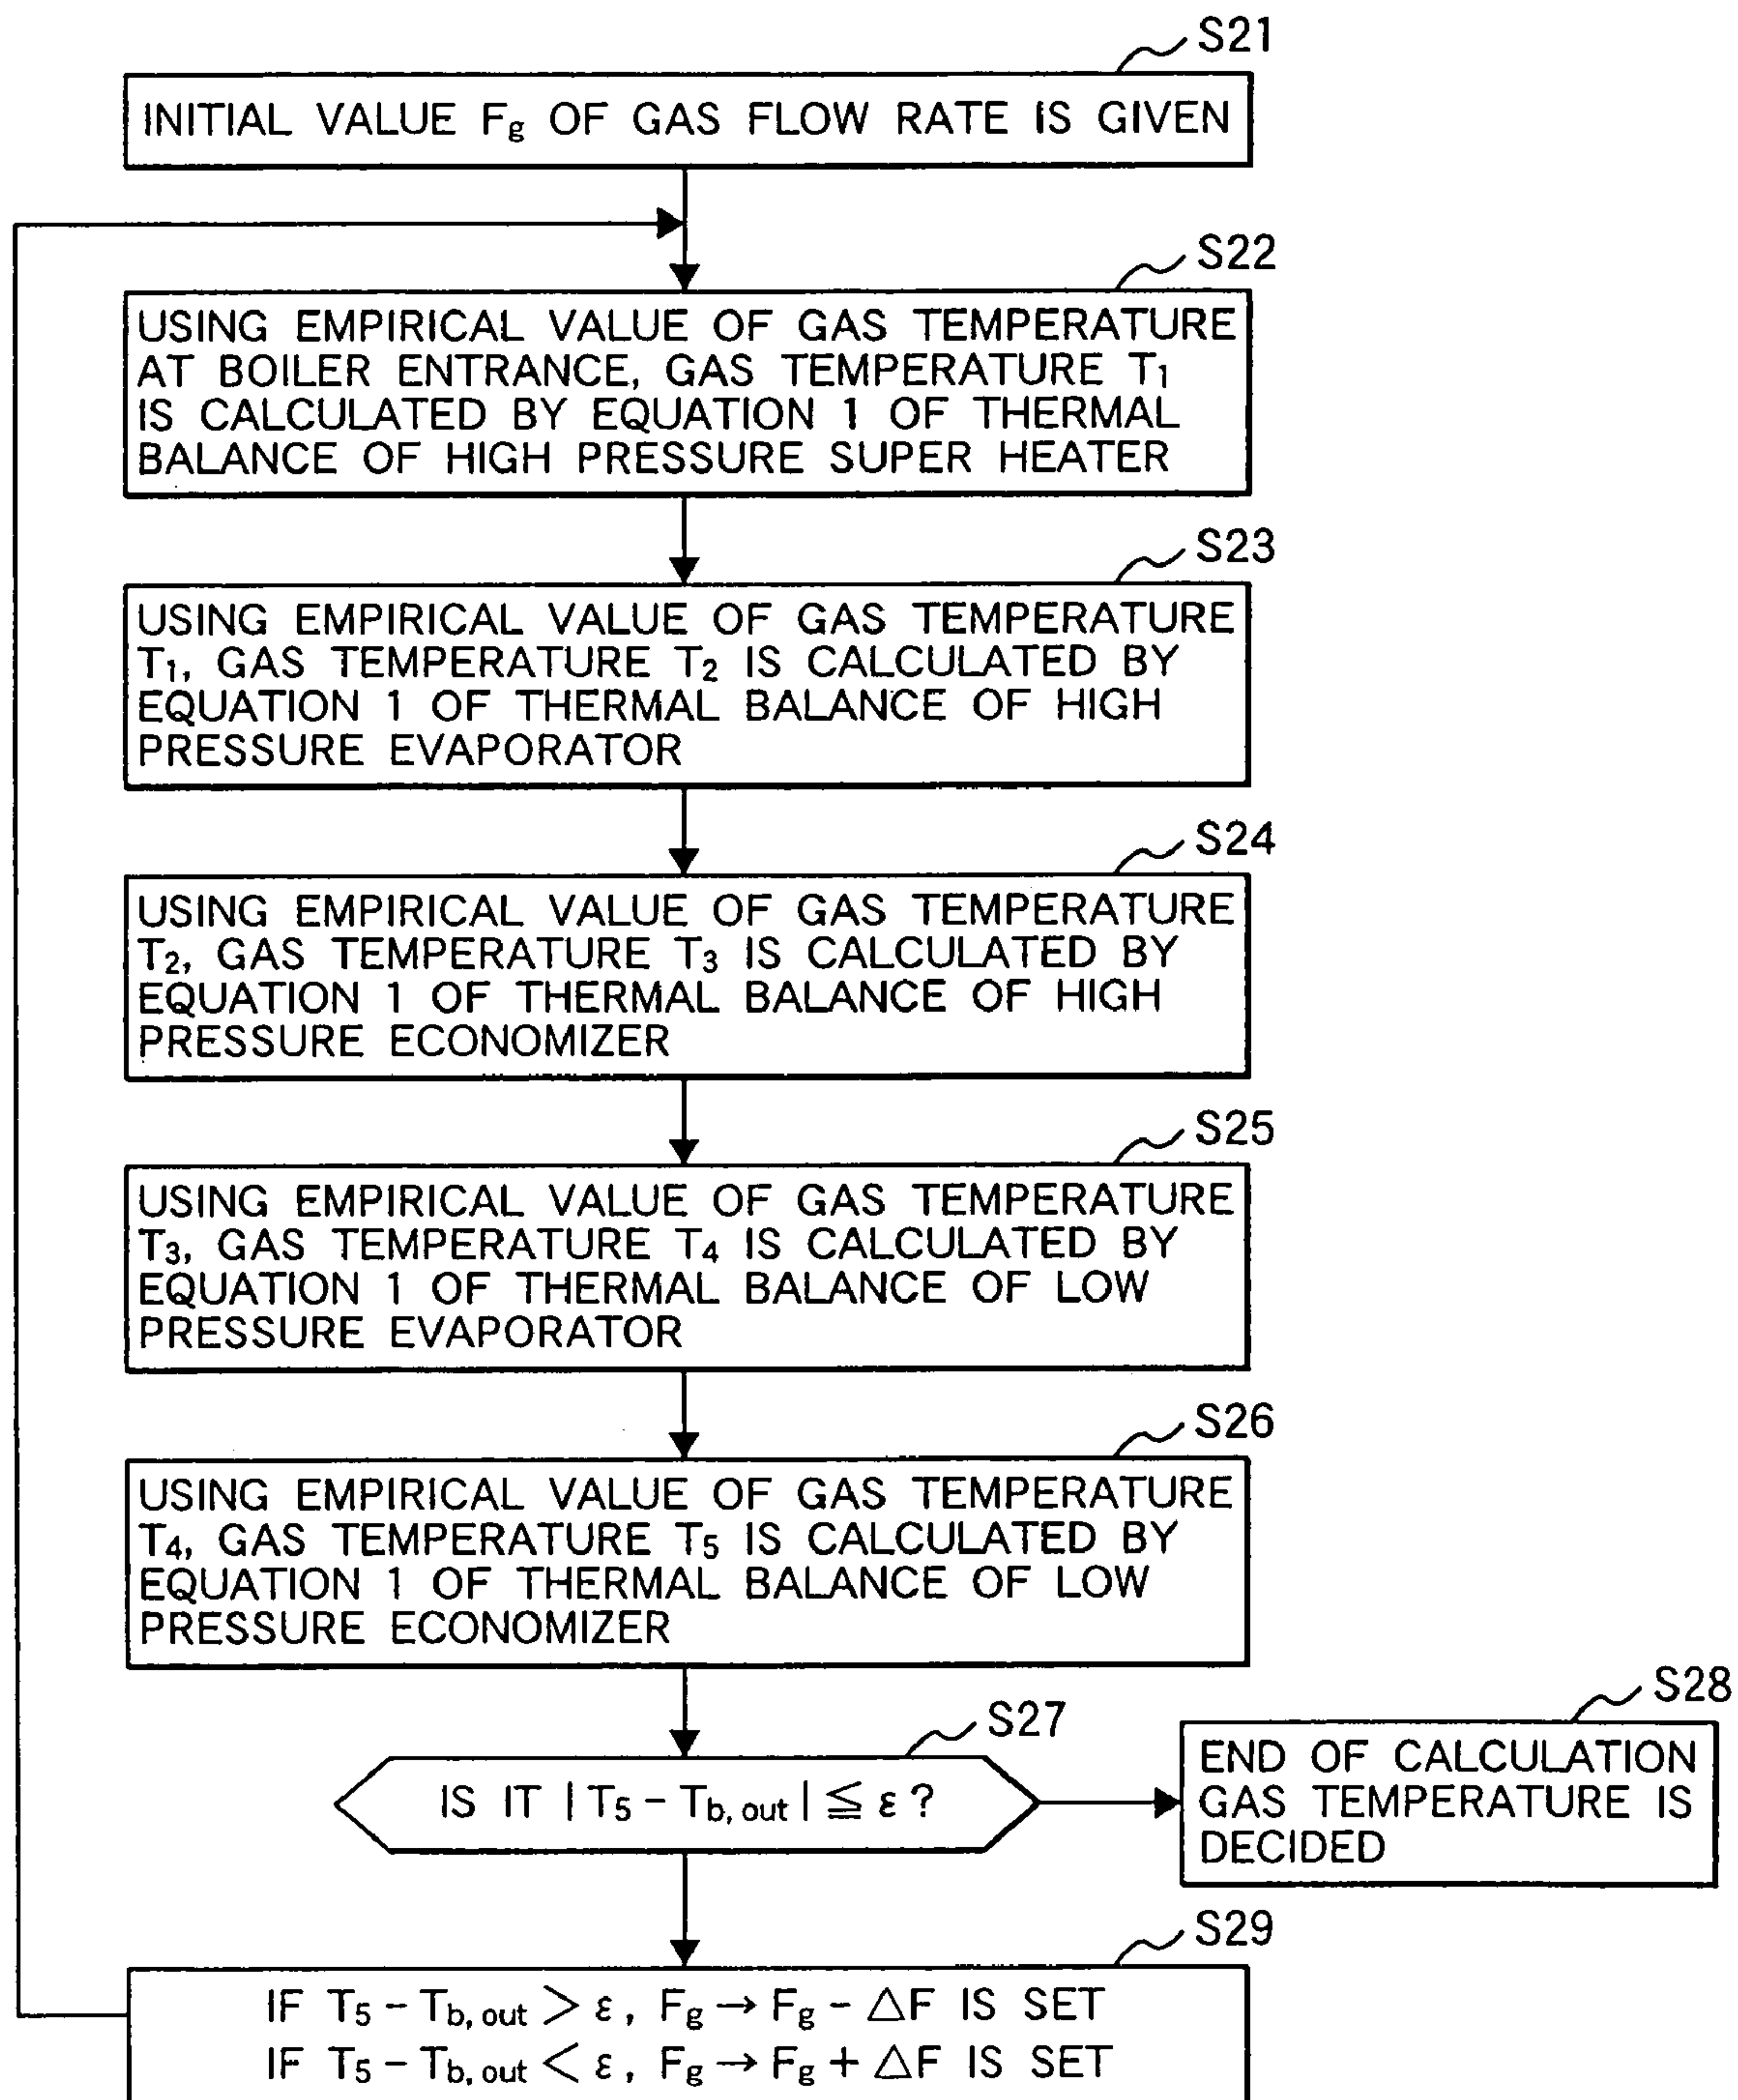 S21
INITIAL VALUE Fg OF GAS FLOW RATE IS GIVEN
S22
USING EMPIRICAL VALUE OF GAS TEMPERATURE
AT BOILER ENTRANCE, GAS TEMPERATURE T1
IS CALCULATED BY EQUATION 1 OF THERMAL
BALANCE OF HIGH PRESSURE SUPER HEATER
S23
USING EMPIRICAL VALUE OF GAS TEMPERATURE
T1, GAS TEMPERATURE T2 IS CALCULATED BY
EQUATION 1 OF THERMAL BALANCE OF HIGH
PRESSURE EVAPORATOR
S24
USING EMPIRICAL VALUE OF GAS TEMPERATURE
T2, GAS TEMPERATURE T3 IS CALCULATED BY
EQUATION 1 OF THERMAL BALANCE OF HIGH
PRESSURE ECONOMIZER
S25
USING EMPIRICAL VALUE OF GAS TEMPERATURE
T3, GAS TEMPERATURE T4 IS CALCULATED BY
EQUATION 1 OF THERMAL BALANCE OF LOW
PRESSURE EVAPORATOR
S26
USING EMPIRICAL VALUE OF GAS TEMPERATURE
T4, GAS TEMPERATURE T5 IS CALCULATED BY
EQUATION 1 OF THERMAL BALANCE OF LOW
PRESSURE ECONOMIZER
S27
IS IT |T5 - Tb, out| ≦ ε ?
S28
END OF CALCULATION
GAS TEMPERATURE IS
DECIDED
S29
IF T5 - Tb, out > ε, Fg → Fg - △F IS SET
IF T5 - Tb, out < ε, Fg → Fg + △F IS SET